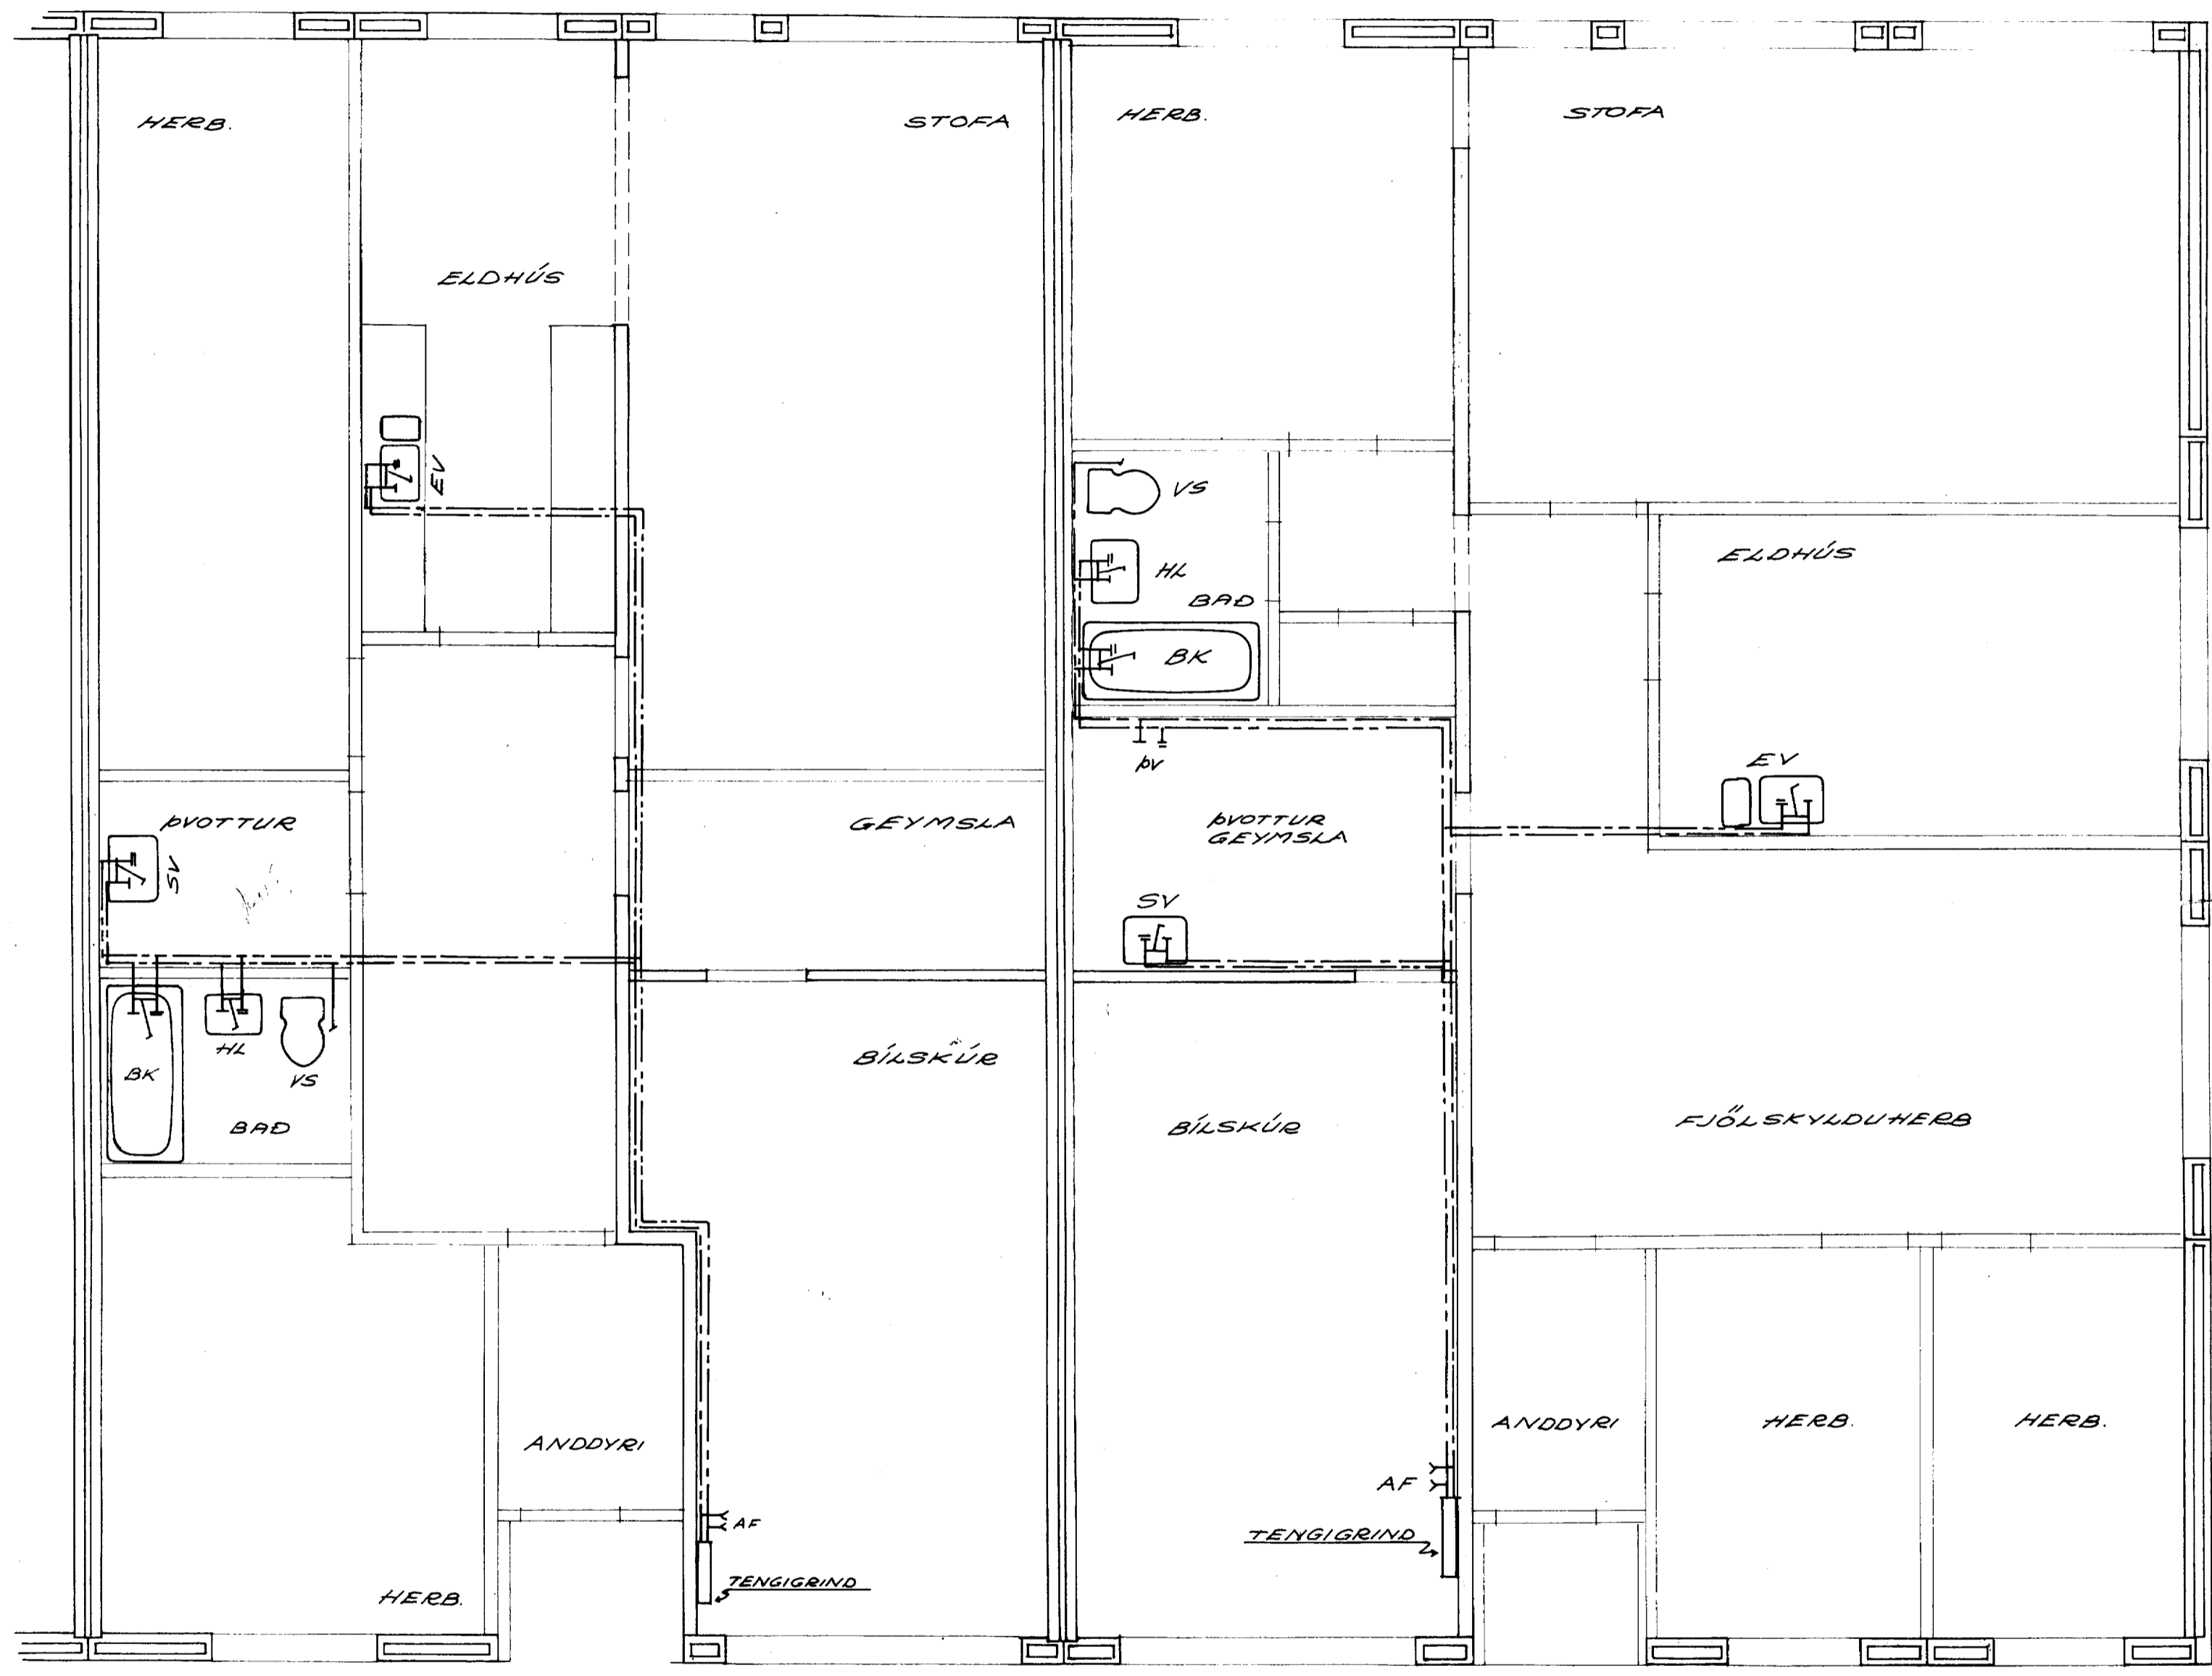 HERB.
STOFA
HERB.
STOFA
ELDHÚS
EV
VS
HL
BAÐ
BK
ELDHÚS
ÞV
EV
ÞVOTTUR
SV
GEYMSLA
ÞVOTTUR
GEYMSLA
SV
BK
HL
VS
BAÐ
BÍLSKÚR
BÍLSKÚR
FJÖLSKYLDUHERB
ANDDYRI
AF
TENGIGRIND
HERB.
AF
TENGIGRIND
ANDDYRI
HERB.
HERB.